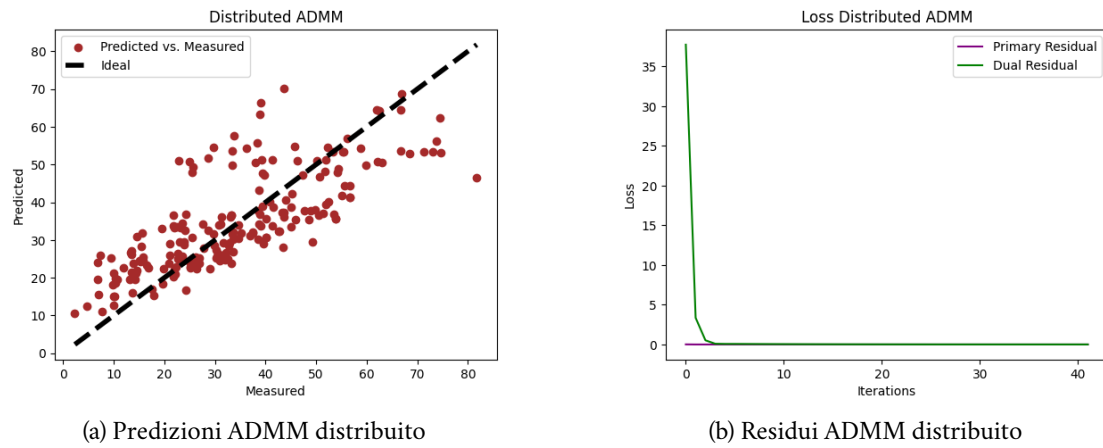 Distributed ADMM
Predicted vs. Measured
Ideal
80
70
60
50
40
30
20
10
0
Predicted
0 10 20 30 40 50 60 70 80
Measured
(a) Predizioni ADMM distribuito
Loss Distributed ADMM
Primary Residual
Dual Residual
35
30
25
20
15
10
5
0
Loss
0 10 20 30 40
Iterations
(b) Residui ADMM distribuito